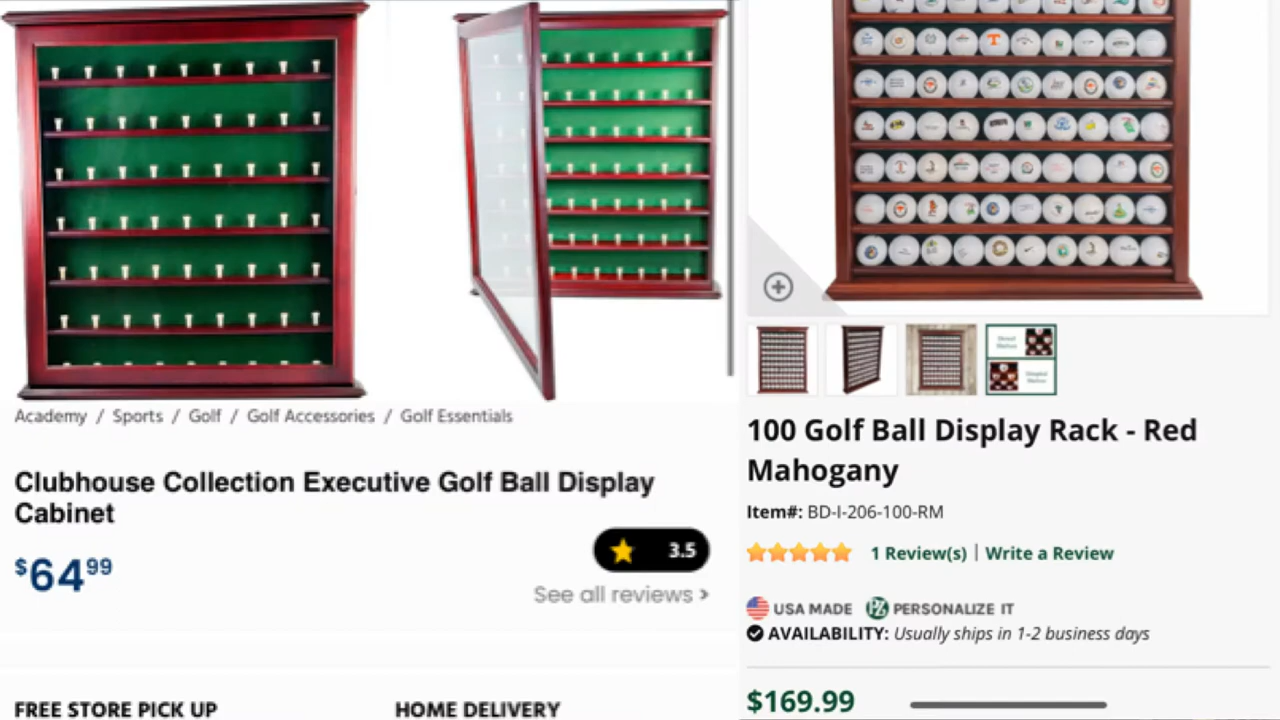 Academy / Sports / Golf / Golf Accessories / Golf Essentials
Clubhouse Collection Executive Golf Ball Display
Cabinet
$6499
3.5
See all reviews >
FREE STORE PICK UP
HOME DELIVERY
100 Golf Ball Display Rack - Red
Mahogany
Item#: BD-I-206-100-RM
1 Review(s) | Write a Review
USA MADE
PERSONALIZE IT
AVAILABILITY: Usually ships in 1-2 business days
$169.99